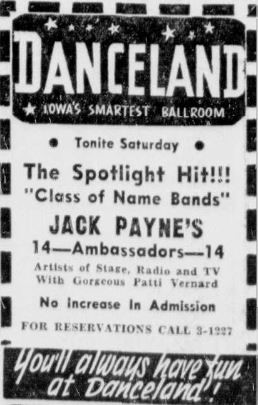 DANCELAND
IOWA'S SMARTEST BALLROOM
Tonite Saturday
The Spotlight Hit!!!
"Class of Name Bands"
JACK PAYNE'S
14—Ambassadors—14
Artists of Stage, Radio and TV
With Gorgeous Patti Vernard
No Increase In Admission
FOR RESERVATIONS CALL 3-1227
You'll always have fun
at Danceland!